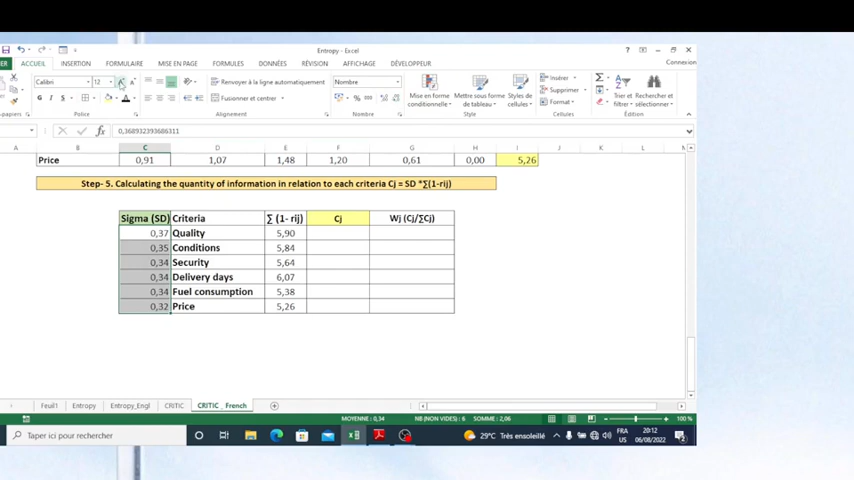 Entropy - Excel
ACCUEIL INSERTION FORMULAIRE MISE EN PAGE FORMULES DONNÉES RÉVISION AFFICHAGE DÉVELOPPEUR
Calibri 12 Renvoyer à la ligne automatiquement Nombre Insérer
G I S Fusionner et centrer % Mise en forme conditionnelle Mettre sous forme de tableau Styles de cellules Supprimer Trier et filtrer Rechercher et sélectionner
Format
Police Alignement Nombre Style Cellules Édition
0,368932393686311
A B C D E F G H I J K L M
Price 0,91 1,07 1,48 1,20 0,61 0,00 5,26
Step- 5. Calculating the quantity of information in relation to each criteria Cj = SD *∑(1-rij)
Sigma (SD) Criteria ∑ (1- rij) Cj Wj (Cj/∑Cj)
0,37 Quality 5,90
0,35 Conditions 5,84
0,34 Security 5,64
0,34 Delivery days 6,07
0,34 Fuel consumption 5,38
0,32 Price 5,26
Feuil1 Entropy Entropy_Engl CRITIC CRITIC_ French
MOYENNE : 0,34 NB (NON VIDES) : 6 SOMME : 2,06 100 %
Taper ici pour rechercher 29°C Très ensoleillé FRA US 20:12 06/08/2022